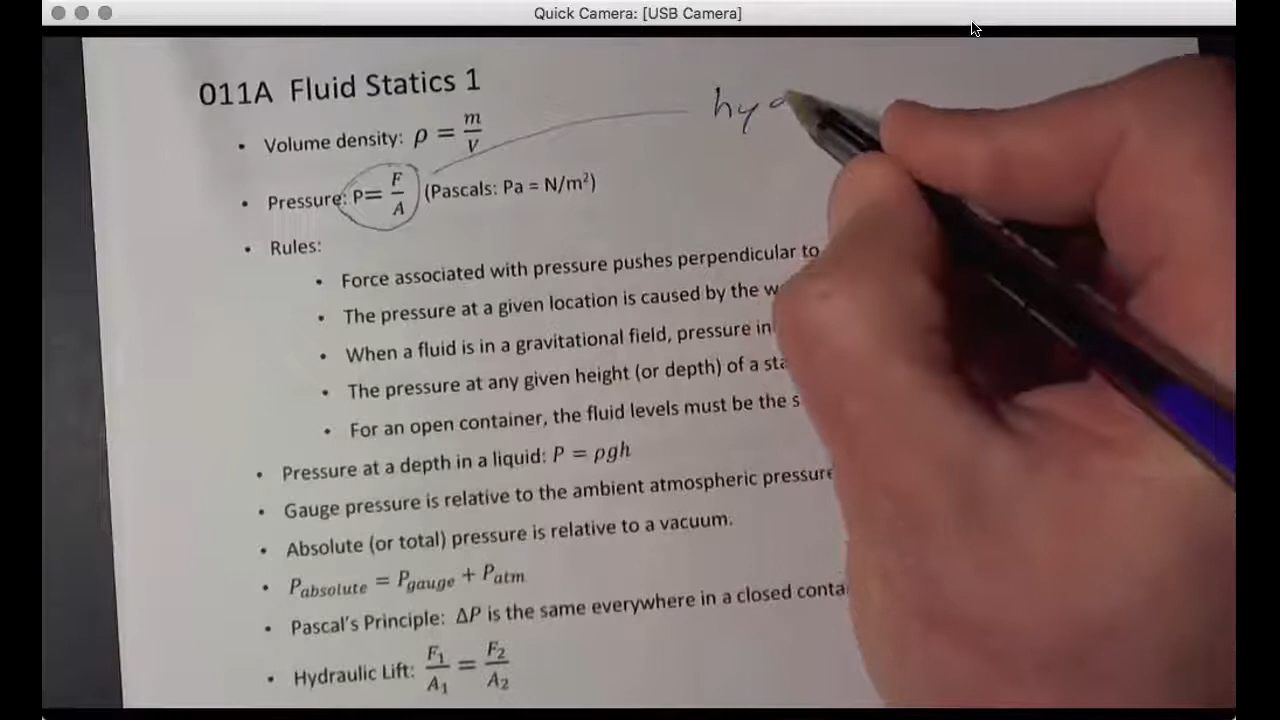 Quick Camera: [USB Camera]
011A Fluid Statics 1
hyd
• Volume density: ρ = m/V
• Pressure: P= F/A (Pascals: Pa = N/m²)
• Rules:
• Force associated with pressure pushes perpendicular to
• The pressure at a given location is caused by the w
• When a fluid is in a gravitational field, pressure in
• The pressure at any given height (or depth) of a sta
• For an open container, the fluid levels must be the s
• Pressure at a depth in a liquid: P = ρgh
• Gauge pressure is relative to the ambient atmospheric pressure
• Absolute (or total) pressure is relative to a vacuum.
• P_absolute = P_gauge + P_atm
• Pascal's Principle: ΔP is the same everywhere in a closed conta
• Hydraulic Lift: F₁/A₁ = F₂/A₂